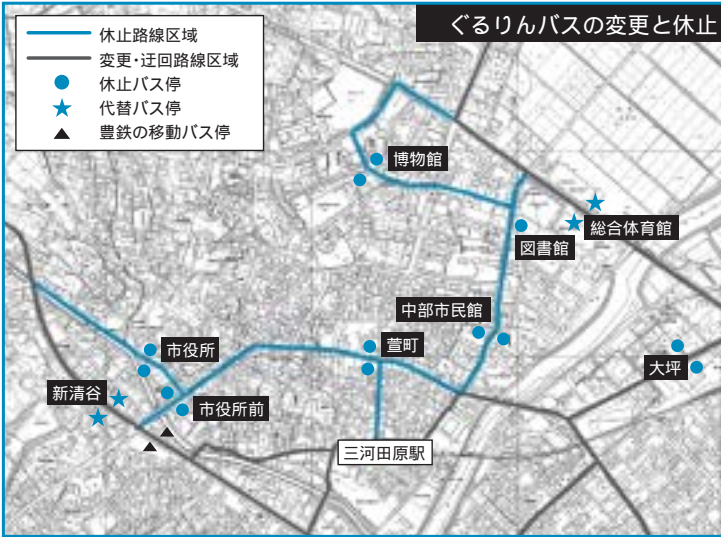 ぐるりんバスの変更と休止
休止路線区域
変更・迂回路線区域
休止バス停
代替バス停
豊鉄の移動バス停
博物館
総合体育館
図書館
中部市民館
萱町
市役所
大坪
新清谷
市役所前
三河田原駅